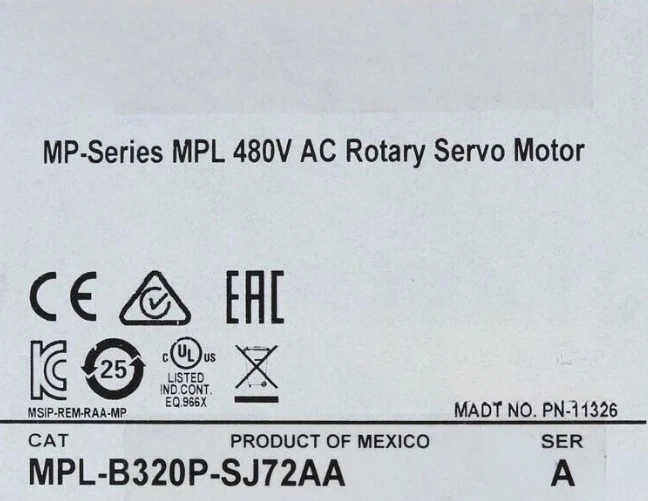 MP-Series MPL 480V AC Rotary Servo Motor
CE EAC
25
c UL US
LISTED
IND.CONT.
EQ.966X
MSIP-REM-RAA-MP
MADT NO. PN-11326
CAT PRODUCT OF MEXICO SER
MPL-B320P-SJ72AA A